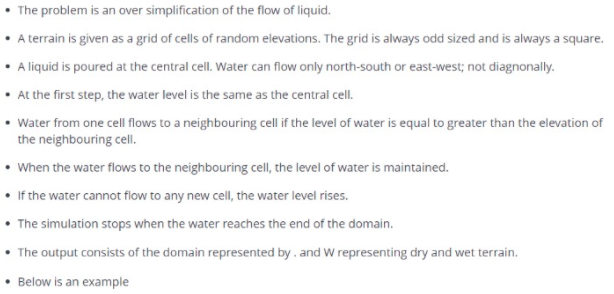 • The problem is an over simplification of the flow of liquid.
• A terrain is given as a grid of cells of random elevations. The grid is always odd sized and is always a square.
• A liquid is poured at the central cell. Water can flow only north-south or east-west; not diagnonally.
• At the first step, the water level is the same as the central cell.
• Water from one cell flows to a neighbouring cell if the level of water is equal to greater than the elevation of
the neighbouring cell.
• When the water flows to the neighbouring cell, the level of water is maintained.
• If the water cannot flow to any new cell, the water level rises.
• The simulation stops when the water reaches the end of the domain.
• The output consists of the domain represented by . and W representing dry and wet terrain.
• Below is an example